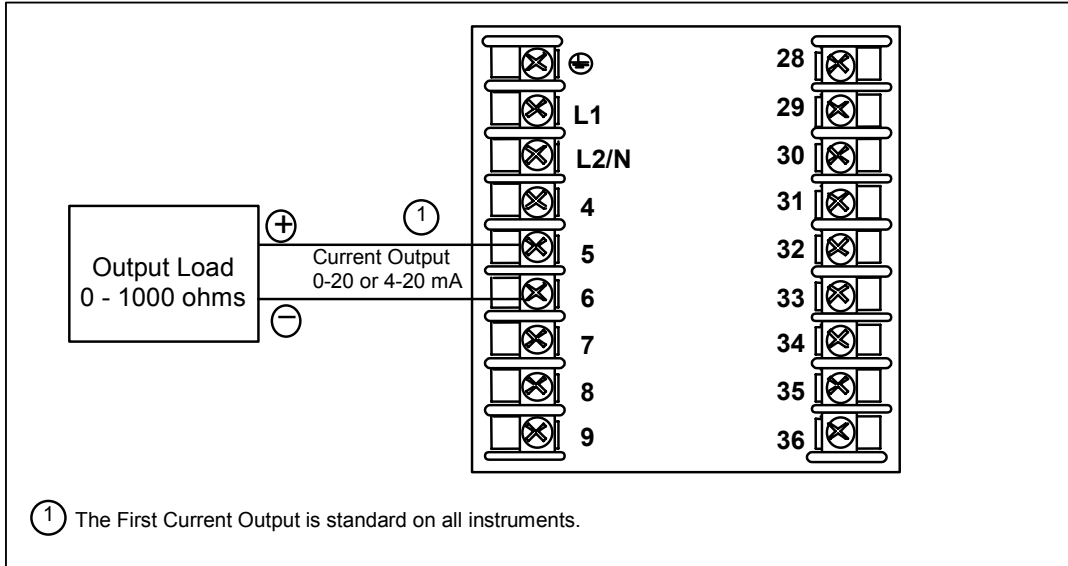 L1
L2/N
4
5
6
7
8
9
28
29
30
31
32
33
34
35
36
Output Load
0 - 1000 ohms
+
1
Current Output
0-20 or 4-20 mA
−
1 The First Current Output is standard on all instruments.